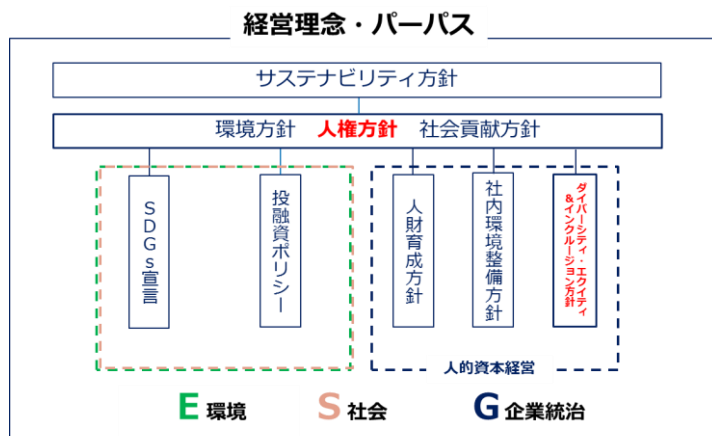 経営理念・パーパス
サステナビリティ方針
環境方針 人権方針 社会貢献方針
SDGs宣言
投融資ポリシー
人財育成方針
社内環境整備方針
ダイバーシティ・エクイティ
&インクルージョン方針
人的資本経営
E 環境 S 社会 G 企業統治